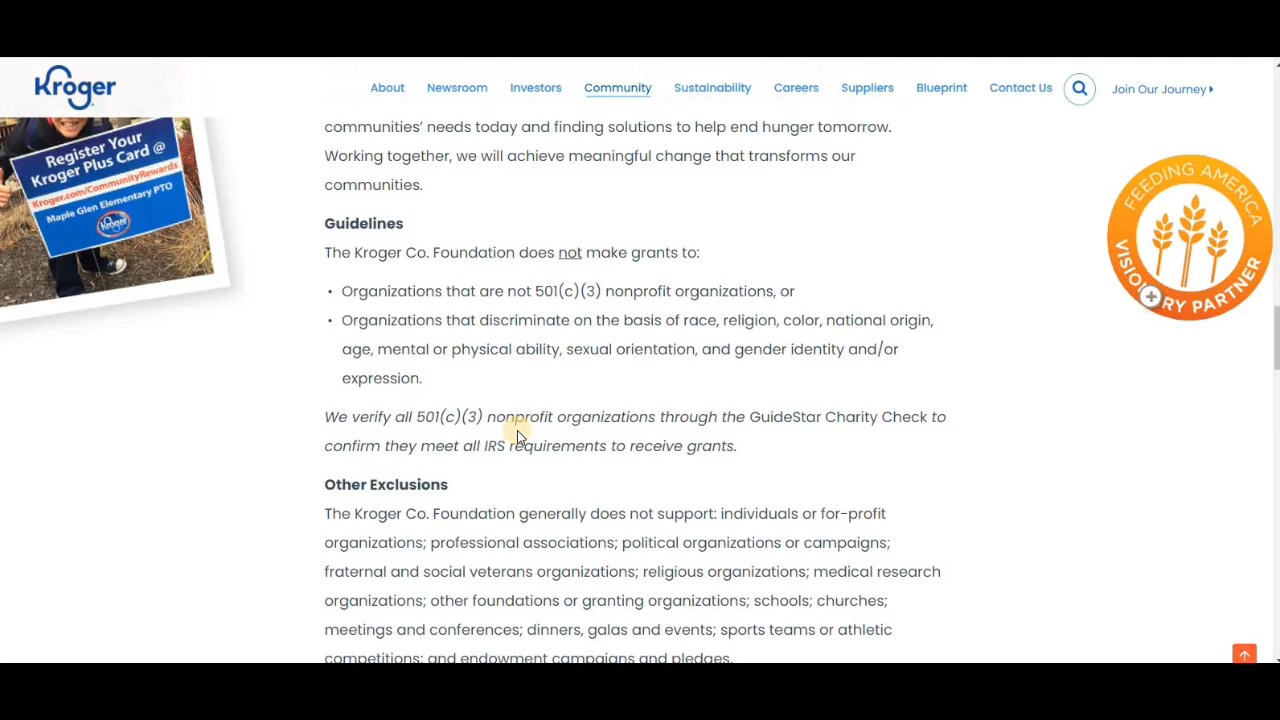 Kroger
About Newsroom Investors Community Sustainability Careers Suppliers Blueprint Contact Us Join Our Journey
Register Your
Kroger Plus Card @
Kroger.com/CommunityRewards
Maple Glen Elementary PTO
Kroger
FEEDING AMERICA
VISIONARY PARTNER
communities’ needs today and finding solutions to help end hunger tomorrow.
Working together, we will achieve meaningful change that transforms our
communities.
Guidelines
The Kroger Co. Foundation does not make grants to:
• Organizations that are not 501(c)(3) nonprofit organizations, or
• Organizations that discriminate on the basis of race, religion, color, national origin,
age, mental or physical ability, sexual orientation, and gender identity and/or
expression.
We verify all 501(c)(3) nonprofit organizations through the GuideStar Charity Check to
confirm they meet all IRS requirements to receive grants.
Other Exclusions
The Kroger Co. Foundation generally does not support: individuals or for-profit
organizations; professional associations; political organizations or campaigns;
fraternal and social veterans organizations; religious organizations; medical research
organizations; other foundations or granting organizations; schools; churches;
meetings and conferences; dinners, galas and events; sports teams or athletic
competitions; and endowment campaigns and pledges.